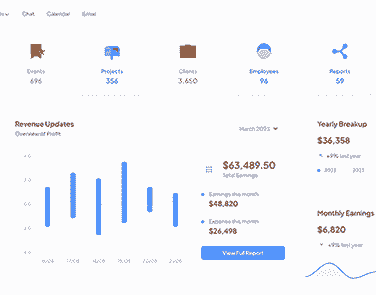 Chat Calendar Email
Events
696
Projects
356
Clients
3,650
Employees
96
Reports
59
Revenue Updates
Overview of Profit
March 2023
$63,489.50
Total Earnings
Earnings this month
$48,820
Expense this month
$26,498
View Full Report
Yearly Breakup
$36,358
+9% last year
2023
Monthly Earnings
$6,820
+9% last year